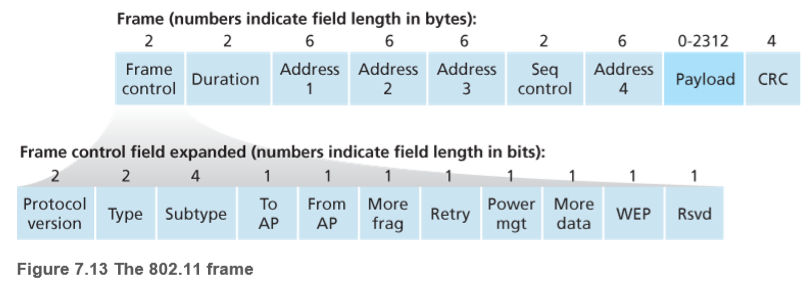 Frame (numbers indicate field length in bytes):
2 2 6 6 6 2 6 0-2312 4
Frame control Duration Address 1 Address 2 Address 3 Seq control Address 4 Payload CRC
Frame control field expanded (numbers indicate field length in bits):
2 2 4 1 1 1 1 1 1 1 1
Protocol version Type Subtype To AP From AP More frag Retry Power mgt More data WEP Rsvd
Figure 7.13 The 802.11 frame